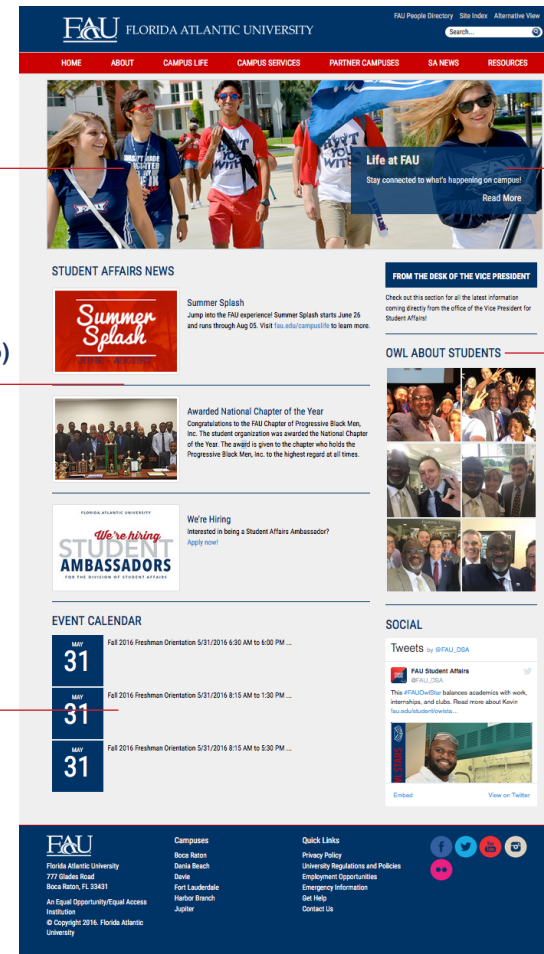 FAU People Directory Site Index Alternative View
FAU FLORIDA ATLANTIC UNIVERSITY
Search...
HOME ABOUT CAMPUS LIFE CAMPUS SERVICES PARTNER CAMPUSES SA NEWS RESOURCES
FAU
Life at FAU
Stay connected to what's happening on campus!
Read More
STUDENT AFFAIRS NEWS
Summer
Splash
JUNE - AUGUST
Summer Splash
Jump into the FAU experience! Summer Splash starts June 26
and runs through Aug 05. Visit fau.edu/campuslife to learn more.
)
Awarded National Chapter of the Year
Congratulations to the FAU Chapter of Progressive Black Men,
Inc. The student organization was awarded the National Chapter
of the Year. The award is given to the chapter who holds the
Progressive Black Men, Inc. to the highest regard at all times.
FLORIDA ATLANTIC UNIVERSITY
We're hiring
STUDENT
AMBASSADORS
FOR THE DIVISION OF STUDENT AFFAIRS
We're Hiring
Interested in being a Student Affairs Ambassador?
Apply now!
FROM THE DESK OF THE VICE PRESIDENT
Check out this section for all the latest information
coming directly from the office of the Vice President for
Student Affairs!
OWL ABOUT STUDENTS
EVENT CALENDAR
MAY
31
Fall 2016 Freshman Orientation 5/31/2016 6:30 AM to 6:00 PM ...
MAY
31
Fall 2016 Freshman Orientation 5/31/2016 8:15 AM to 1:30 PM ...
MAY
31
Fall 2016 Freshman Orientation 5/31/2016 8:15 AM to 5:30 PM ...
SOCIAL
Tweets by @FAU_DSA
FAU Student Affairs
@FAU_DSA
This #FAUOwlStar balances academics with work,
internships, and clubs. Read more about Kevin
fau.edu/student/owlsta...
OWL STARS
Embed View on Twitter
FAU
Florida Atlantic University
777 Glades Road
Boca Raton, FL 33431
An Equal Opportunity/Equal Access
Institution
© Copyright 2016. Florida Atlantic
University
Campuses
Boca Raton
Dania Beach
Davie
Fort Lauderdale
Harbor Branch
Jupiter
Quick Links
Privacy Policy
University Regulations and Policies
Employment Opportunities
Emergency Information
Get Help
Contact Us